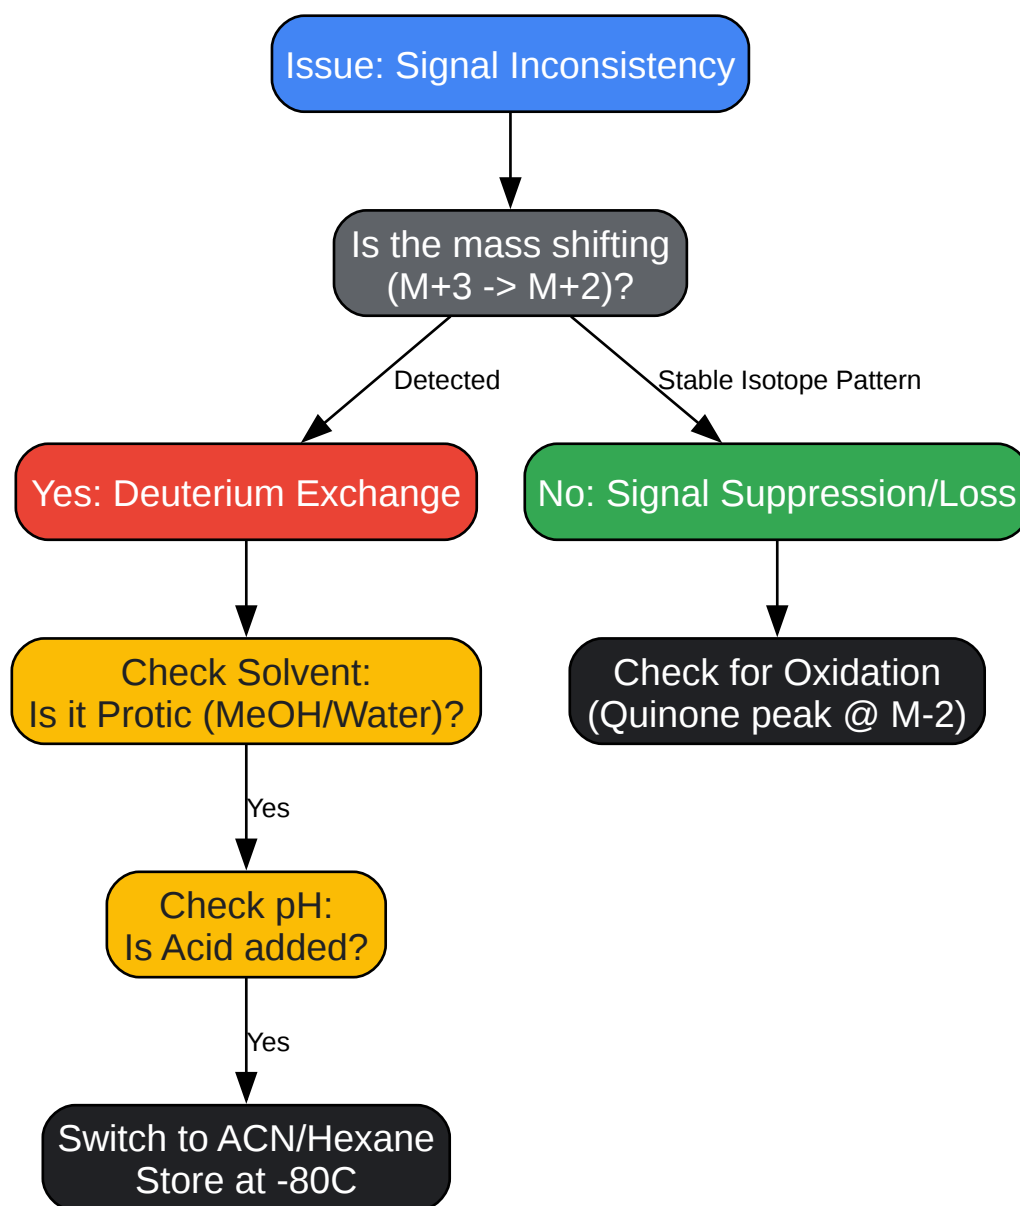 Issue: Signal Inconsistency
Is the mass shifting
(M+3 -> M+2)?
Detected
Stable Isotope Pattern
Yes: Deuterium Exchange
No: Signal Suppression/Loss
Check Solvent:
Is it Protic (MeOH/Water)?
Check for Oxidation
(Quinone peak @ M-2)
Yes
Check pH:
Is Acid added?
Yes
Switch to ACN/Hexane
Store at -80C